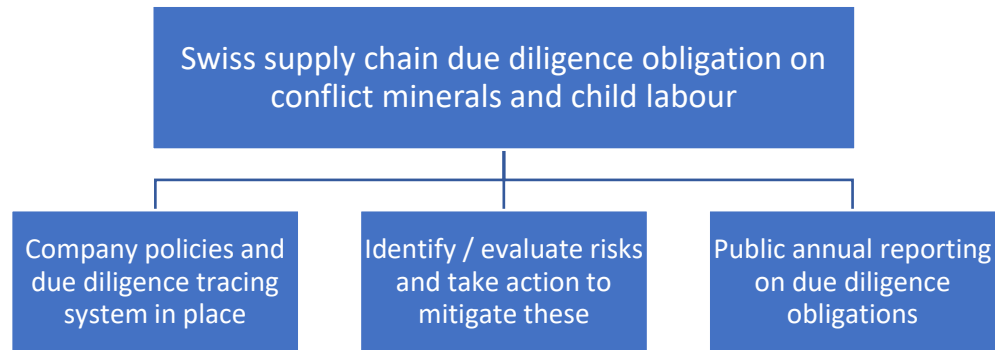 Swiss supply chain due diligence obligation on
conflict minerals and child labour
Company policies and
due diligence tracing
system in place
Identify / evaluate risks
and take action to
mitigate these
Public annual reporting
on due diligence
obligations